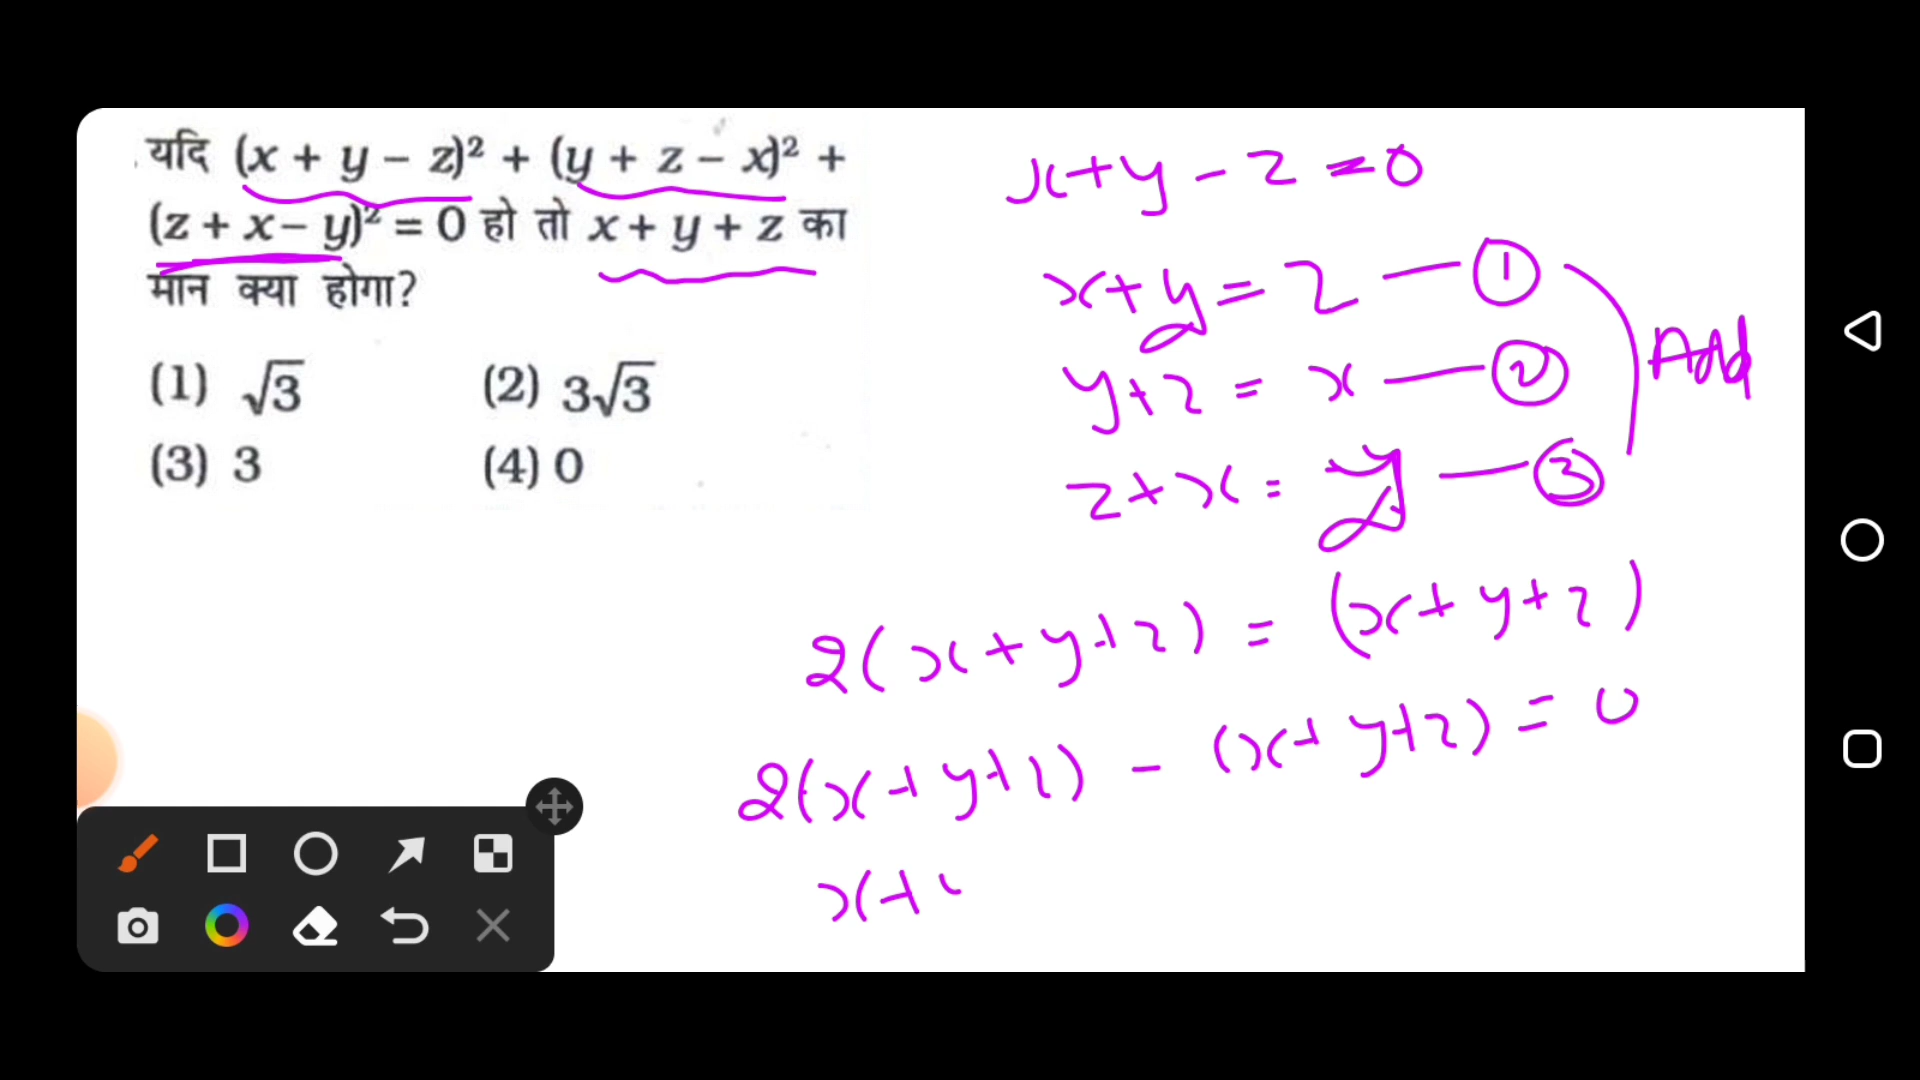 यदि (x + y – z)² + (y + z – x)² +
(z + x – y)² = 0 हो तो x + y + z का
मान क्या होगा?
(1) √3 (2) 3√3
(3) 3 (4) 0
x+y-z=0
x+y=z — ①
y+z=x — ②
z+x=y — ③
Add
2(x+y+z) = (x+y+z)
2(x+y+z) - (x+y+z) = 0
x+